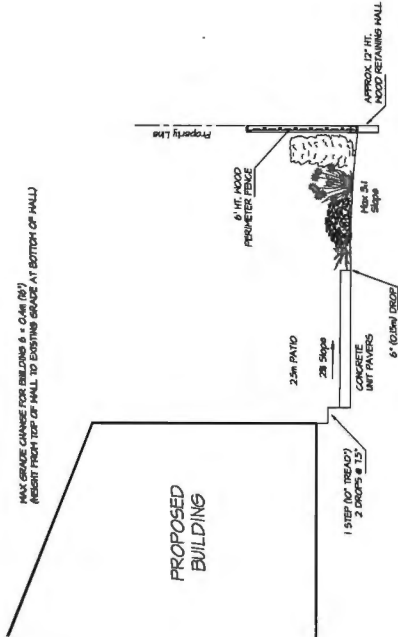 MAX GRADE CHANGE FOR BUILDING 6 = 0.4m (16")
(HEIGHT FROM TOP OF WALL TO EXISTING GRADE AT BOTTOM OF WALL)
PROPOSED
BUILDING
Property Line
6' HT. WOOD
PERIMETER FENCE
2.5m PATIO
2% Slope
CONCRETE
UNIT PAVERS
1 STEP (10" TREAD")
2 DROPS @ 7.5"
6" (0.15m) DROP
Max 3:1
Slope
APPROX. 12" HT.
WOOD RETAINING WALL